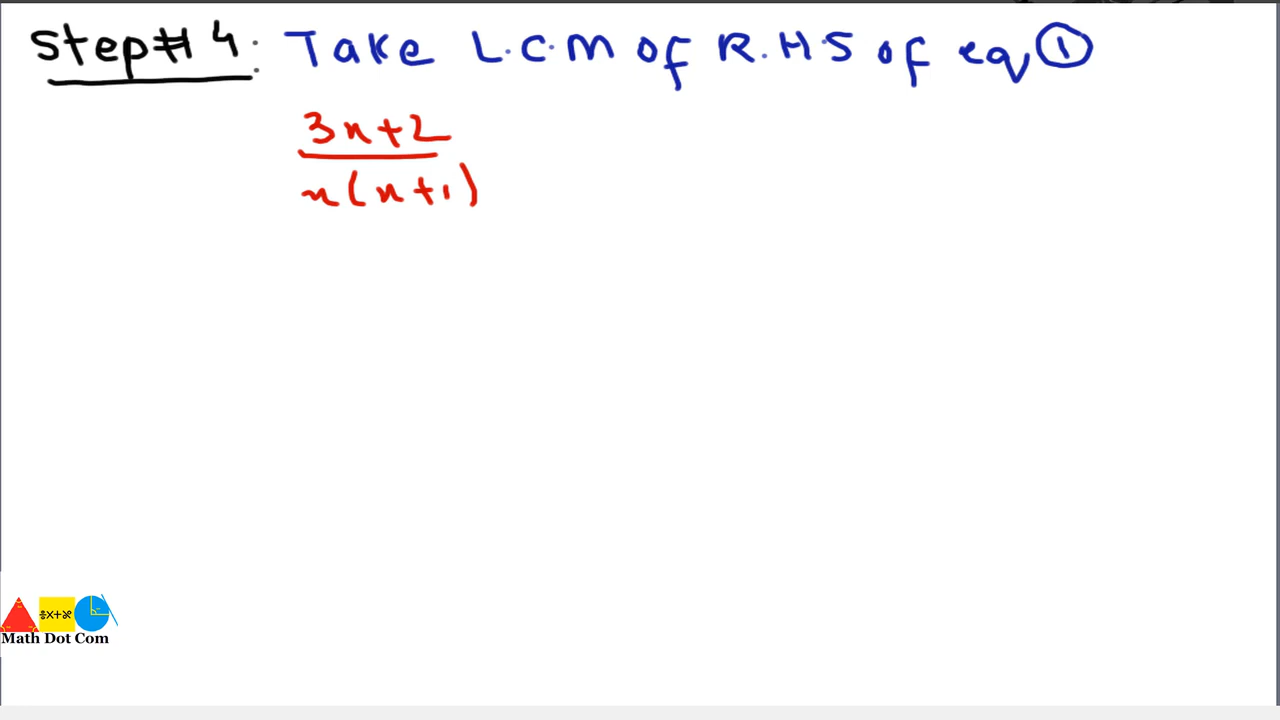 Step# 4: Take L.C.M of R.H.S of eq ①
3x+2
x(x+1)
÷x+x°
Math Dot Com